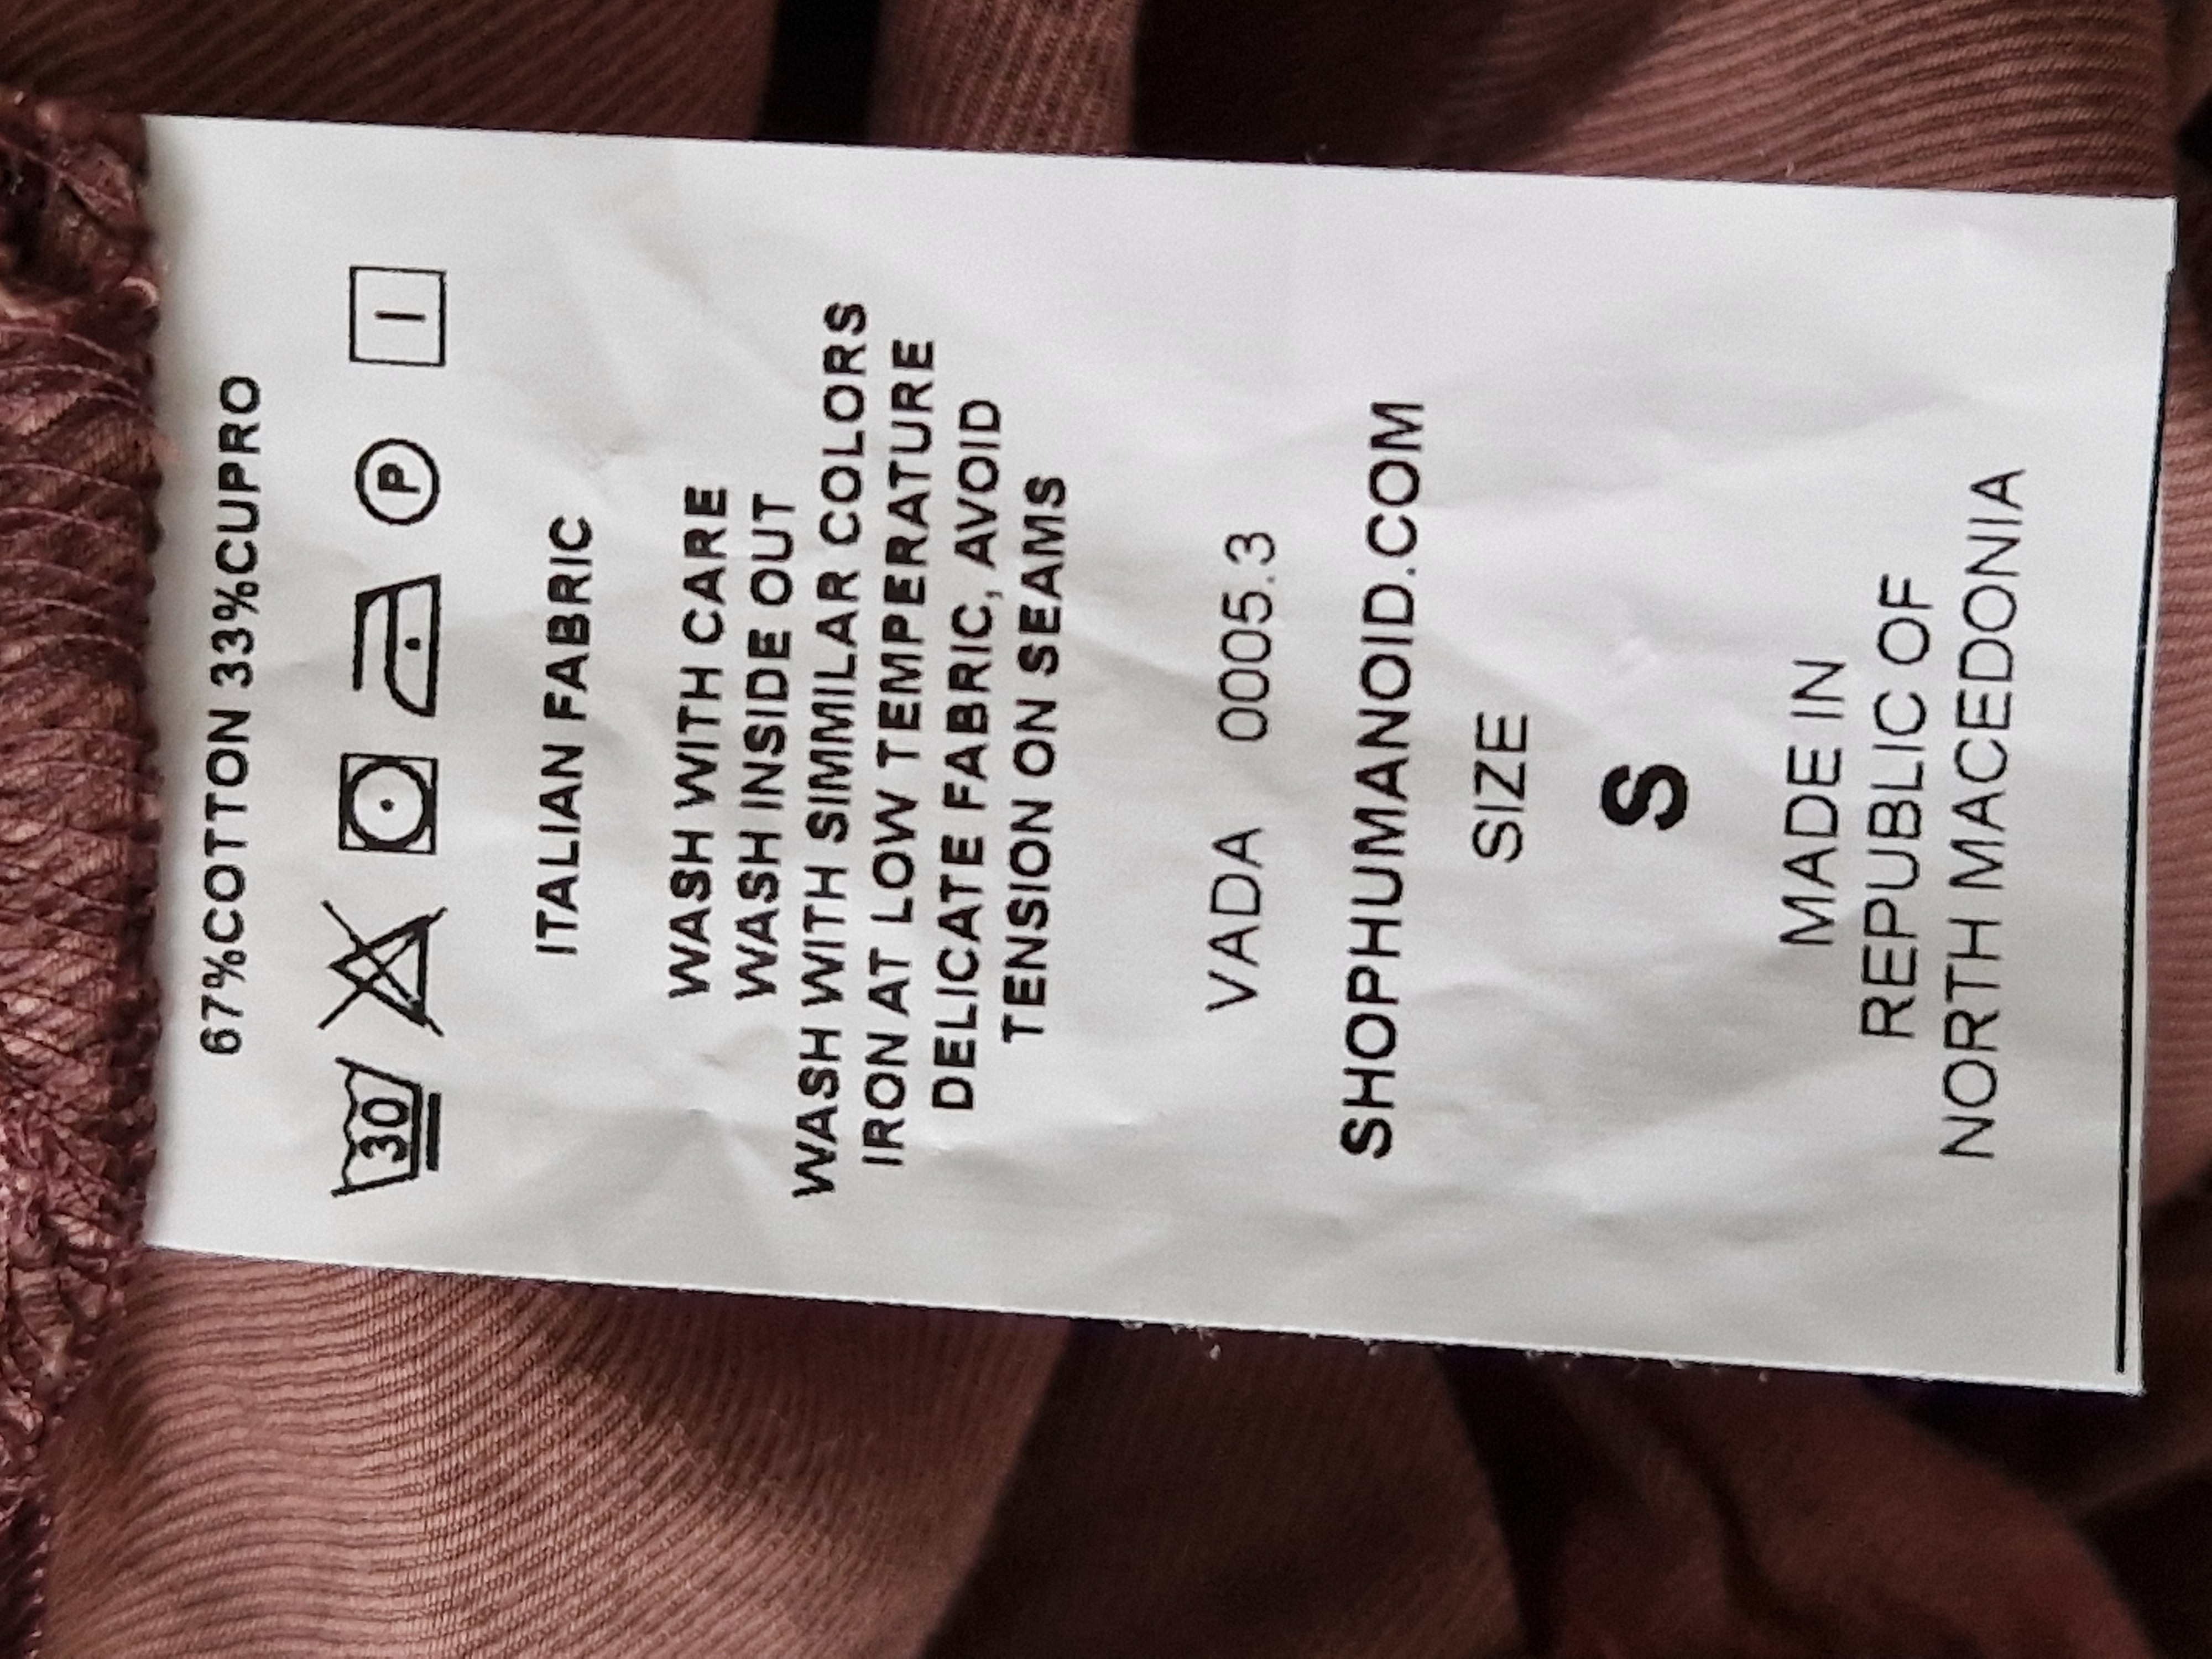 67%COTTON 33%CUPRO
30 P
ITALIAN FABRIC
WASH WITH CARE
WASH INSIDE OUT
WASH WITH SIMMILAR COLORS
IRON AT LOW TEMPERATURE
DELICATE FABRIC, AVOID
TENSION ON SEAMS
VADA 0005.3
SHOPHUMANOID.COM
SIZE
S
MADE IN
REPUBLIC OF
NORTH MACEDONIA